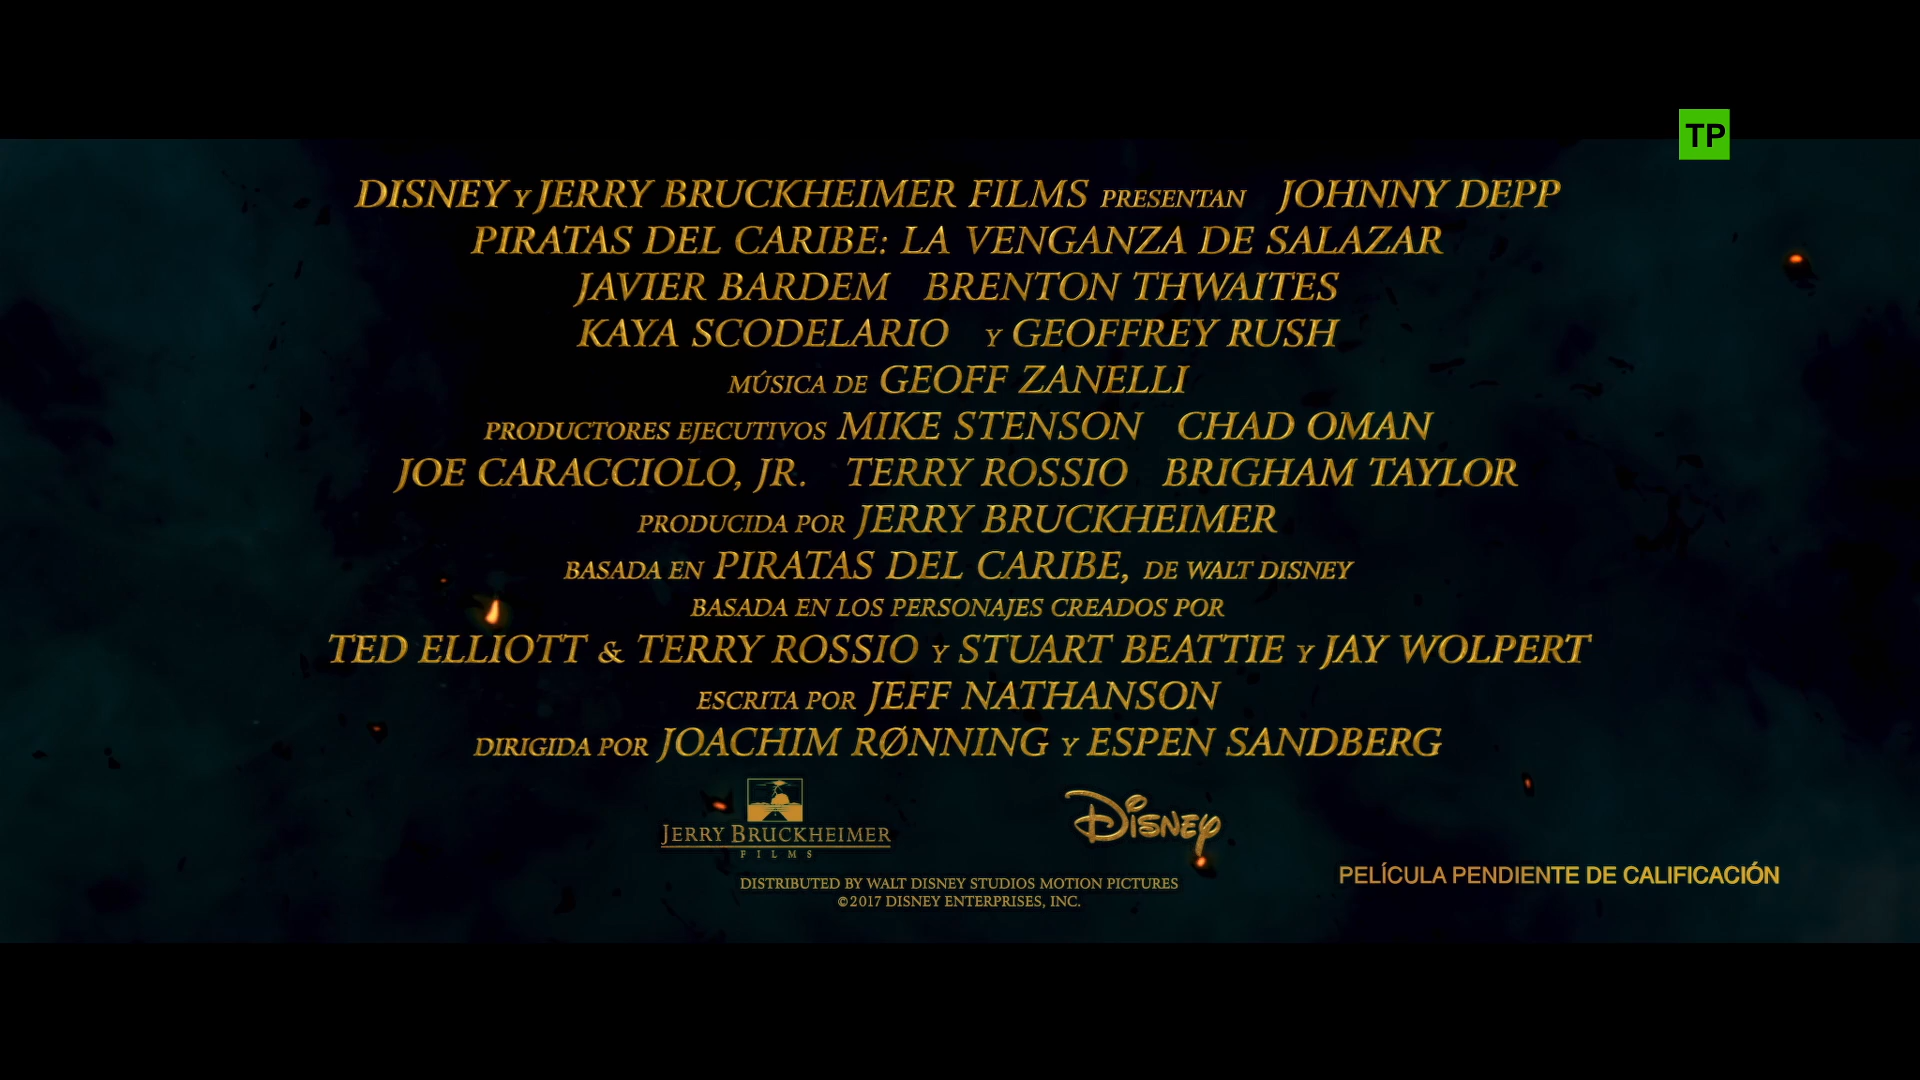 TP
DISNEY Y JERRY BRUCKHEIMER FILMS PRESENTAN JOHNNY DEPP
PIRATAS DEL CARIBE: LA VENGANZA DE SALAZAR
JAVIER BARDEM BRENTON THWAITES
KAYA SCODELARIO Y GEOFFREY RUSH
MÚSICA DE GEOFF ZANELLI
PRODUCTORES EJECUTIVOS MIKE STENSON CHAD OMAN
JOE CARACCIOLO, JR. TERRY ROSSIO BRIGHAM TAYLOR
PRODUCIDA POR JERRY BRUCKHEIMER
BASADA EN PIRATAS DEL CARIBE, DE WALT DISNEY
BASADA EN LOS PERSONAJES CREADOS POR
TED ELLIOTT & TERRY ROSSIO Y STUART BEATTIE Y JAY WOLPERT
ESCRITA POR JEFF NATHANSON
DIRIGIDA POR JOACHIM RØNNING Y ESPEN SANDBERG
JERRY BRUCKHEIMER
FILMS
DISNEY
PELÍCULA PENDIENTE DE CALIFICACIÓN
DISTRIBUTED BY WALT DISNEY STUDIOS MOTION PICTURES
©2017 DISNEY ENTERPRISES, INC.